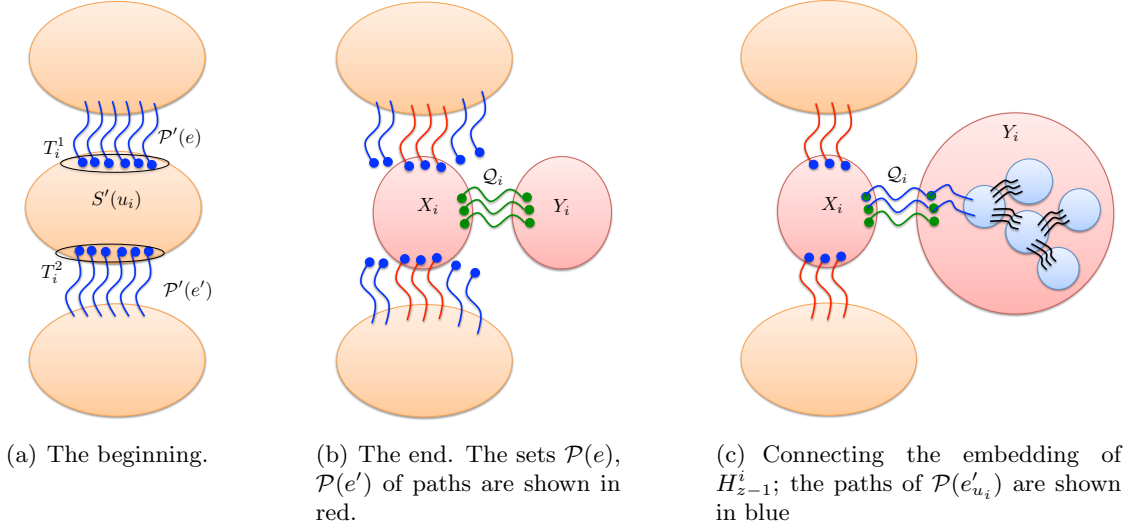 T_i^1
P′(e)
S′(u_i)
T_i^2
P′(e′)
Q_i
X_i
Y_i
Q_i
Y_i
X_i
(a) The beginning.
(b) The end. The sets P(e),
P(e′) of paths are shown in
red.
(c) Connecting the embedding of
H_{z−1}^i; the paths of P(e′_{u_i}) are shown
in blue